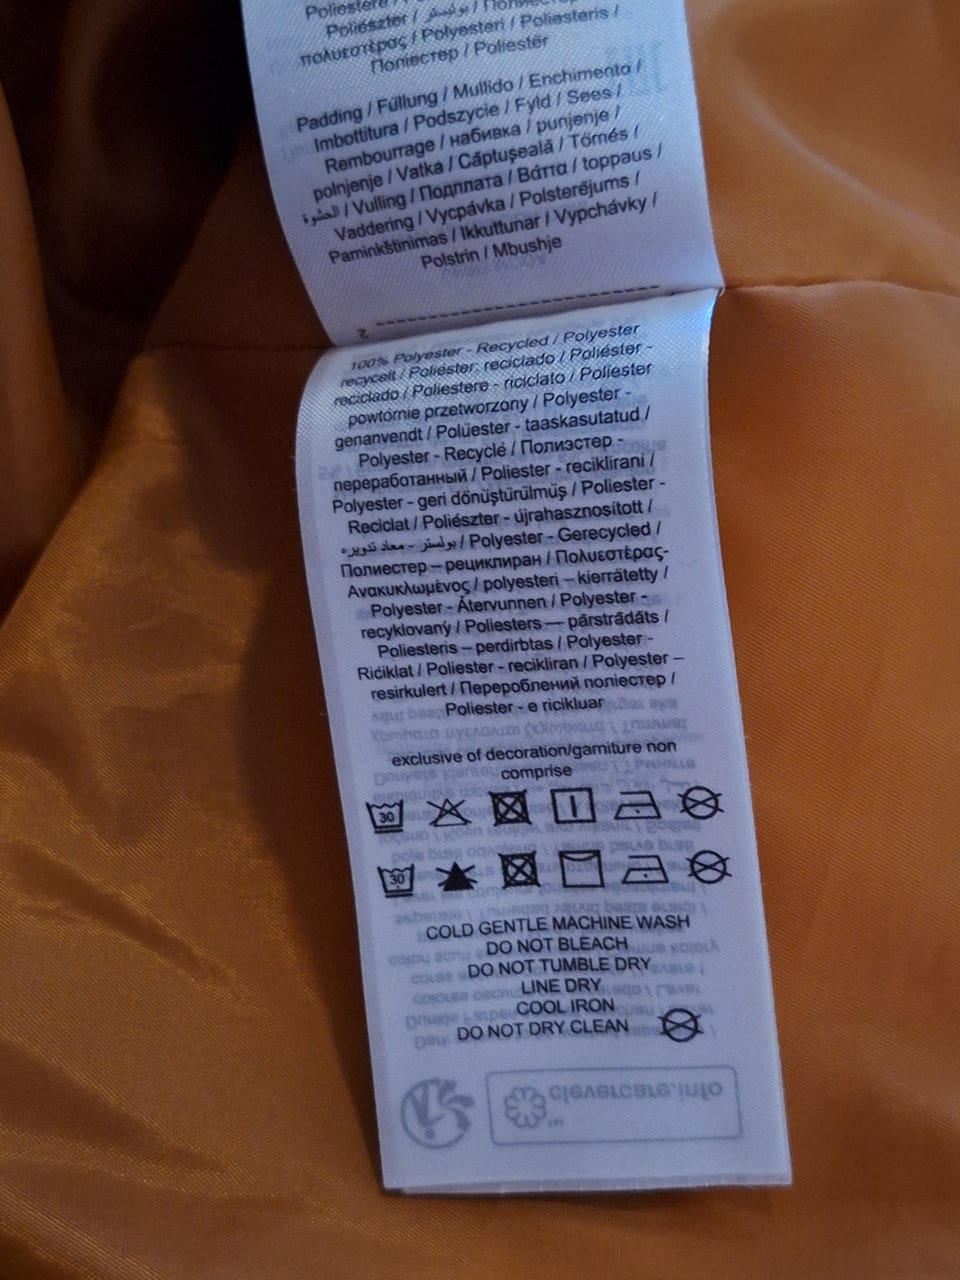 Poliestere /
Poliészter / بوليستر /
πολυεστέρας / Polyesteri / Poliesteris /
Поліестер / Poliestër
Padding / Füllung / Mullido / Enchimento /
Imbottitura / Podszycie / Fyld / Sees /
Rembourrage / набивка / punjenje /
polnjenje / Vatka / Căptuşeală / Tömés /
الحشوة / Vulling / Подплата / Βάττα / toppaus /
Vaddering / Vycpávka / Polsterējums /
Paminkštinimas / Ikkuttunar / Vypchávky /
Polstrin / Mbushje
2
100% Polyester - Recycled / Polyester
recycelt / Poliéster: reciclado / Poliéster -
reciclado / Poliestere - riciclato / Poliester
powtórnie przetworzony / Polyester -
genanvendt / Polüester - taaskasutatud /
Polyester - Recyclé / Полиэстер -
переработанный / Poliester - reciklirani /
Polyester - geri dönüştürülmüş / Poliester -
Reciclat / Poliészter - újrahasznosított /
بولستر - معاد تدويره / Polyester - Gerecycled /
Полиестер – рециклиран / Πολυεστέρας-
Ανακυκλωμένος / polyesteri – kierrätetty /
Polyester - Återvunnen / Polyester -
recyklovaný / Poliesters — pārstrādāts /
Poliesteris – perdirbtas / Polyester -
Riċiklat / Poliester - recikliran / Polyester –
resirkulert / Перероблений поліестер /
Poliester - e ricikluar
exclusive of decoration/garniture non
comprise
30
30
COLD GENTLE MACHINE WASH
DO NOT BLEACH
DO NOT TUMBLE DRY
LINE DRY
COOL IRON
DO NOT DRY CLEAN
clevercare.info